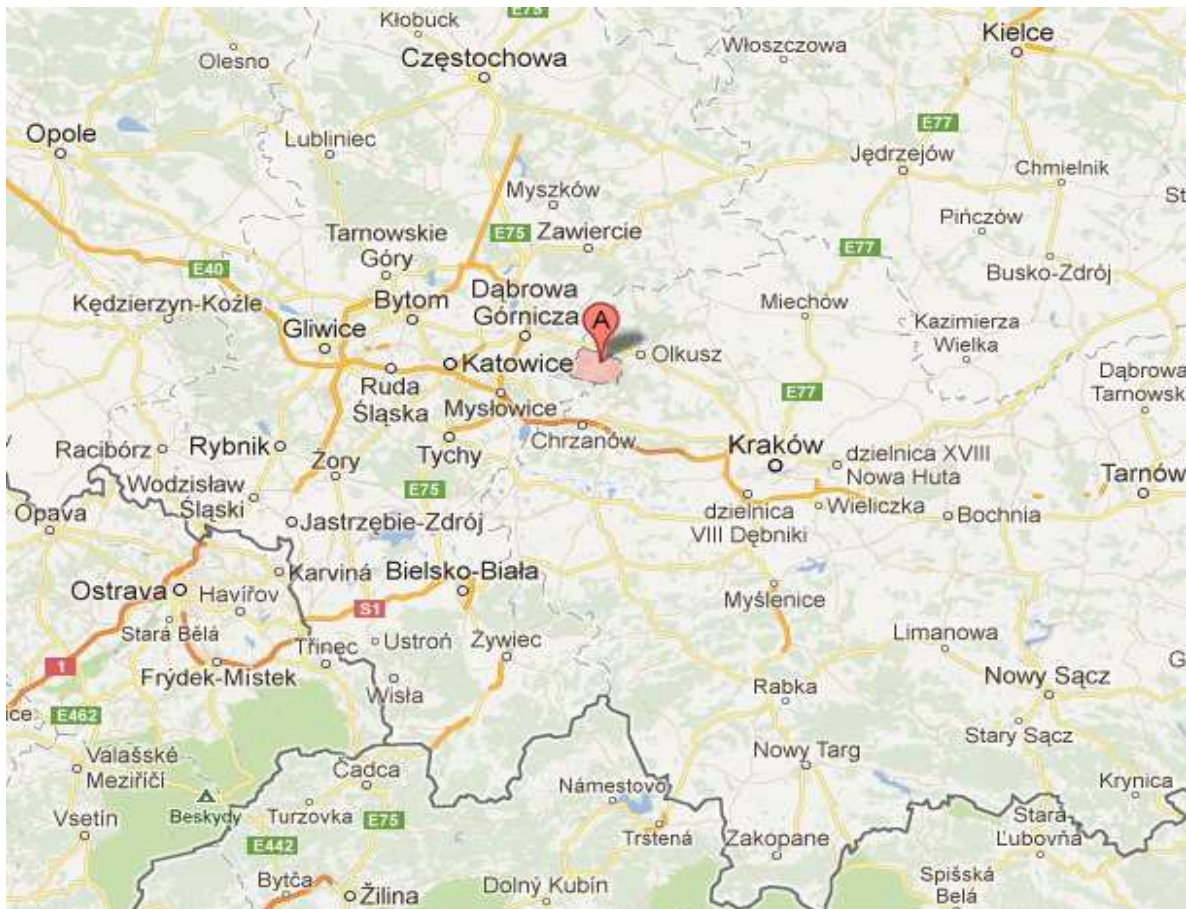 E75
Kłobuck
Kielce
Olesno
Włoszczowa
Częstochowa
Opole
E77
Lubliniec
Jędrzejów
Chmielnik
Myszków
St
Pińczów
Tarnowskie
Góry
E75
Zawiercie
E77
E40
Busko-Zdrój
Kędzierzyn-Koźle
Bytom
Dąbrowa
Górnicza
Miechów
Gliwice
A
Kazimierza
Wielka
Olkusz
Katowice
Dąbrowa
Tarnowsk
Ruda
Śląska
E77
Mysłowice
Chrzanów
Racibórz
Rybnik
Tychy
Kraków
dzielnica XVIII
Nowa Huta
Żory
Tarnów
Wodzisław
Śląski
E75
Opava
Jastrzębie-Zdrój
dzielnica
VIII Dębniki
Wieliczka
Bochnia
Karviná
Bielsko-Biała
Ostrava
Havířov
S1
Myślenice
Stará Bělá
Třinec
Ustroń
Żywiec
Limanowa
1
Frýdek-Místek
G
Wisła
Rabka
Nowy Sącz
ice
E462
Stary Sącz
Valašské
Meziříčí
Nowy Targ
Čadca
Námestovo
Krynica
Beskydy
Turzovka
E75
Vsetín
Trstená
Zakopane
Stará
Ľubovňa
E442
Bytča
Žilina
Dolný Kubín
Spišská
Belá